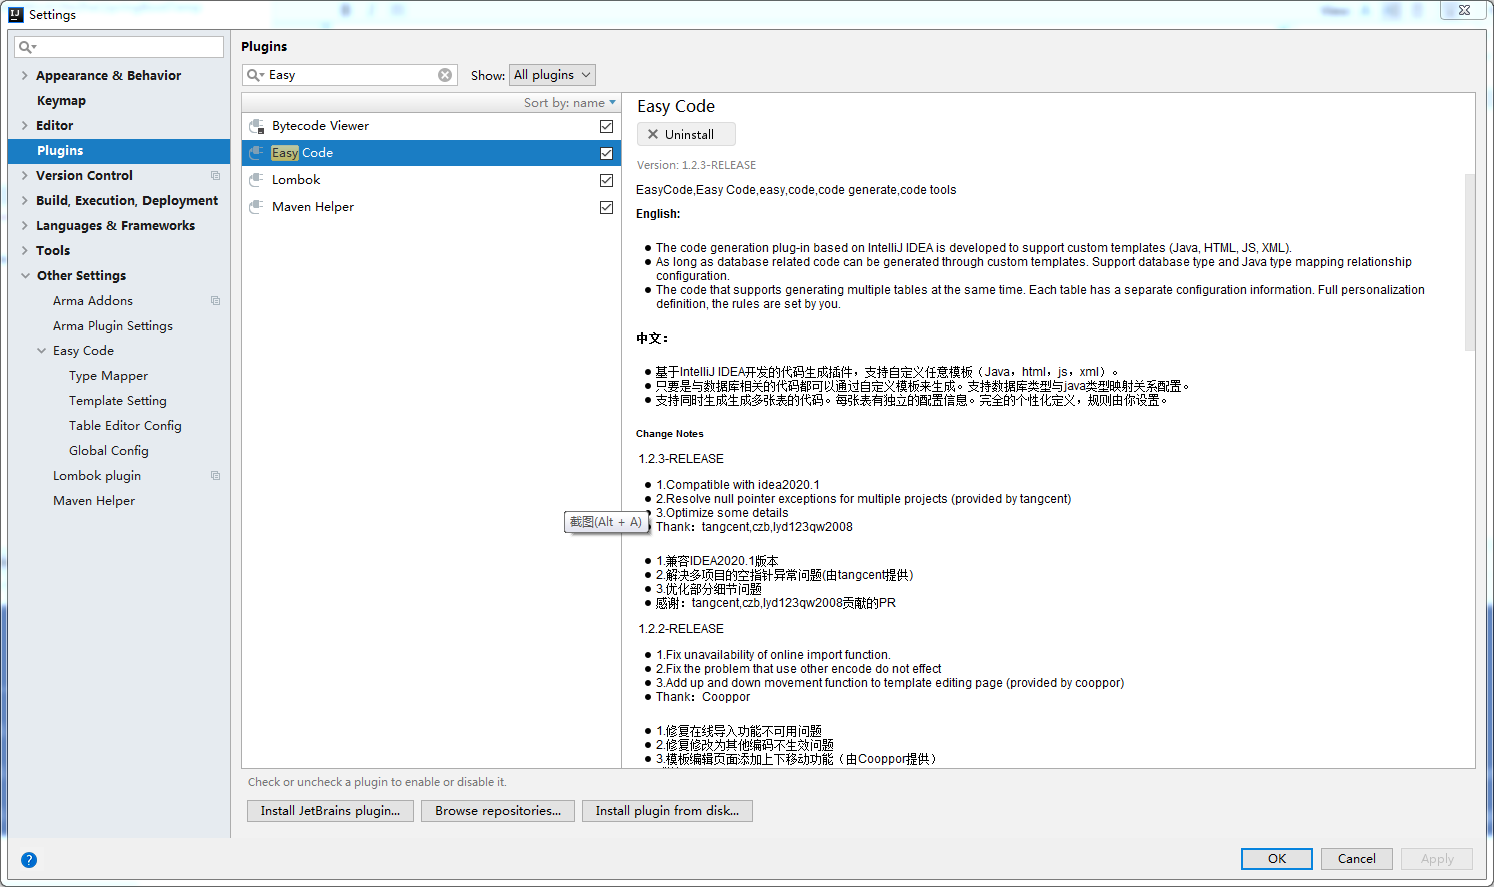 Settings
Appearance & Behavior
Keymap
Editor
Plugins
Version Control
Build, Execution, Deployment
Languages & Frameworks
Tools
Other Settings
Arma Addons
Arma Plugin Settings
Easy Code
Type Mapper
Template Setting
Table Editor Config
Global Config
Lombok plugin
Maven Helper
Plugins
Easy
Show: All plugins
Sort by: name
Bytecode Viewer
Easy Code
Lombok
Maven Helper
Easy Code
Uninstall
Version: 1.2.3-RELEASE
EasyCode,Easy Code,easy,code,code generate,code tools
English:
The code generation plug-in based on IntelliJ IDEA is developed to support custom templates (Java, HTML, JS, XML).
As long as database related code can be generated through custom templates. Support database type and Java type mapping relationship
configuration.
The code that supports generating multiple tables at the same time. Each table has a separate configuration information. Full personalization
definition, the rules are set by you.
中文：
基于IntelliJ IDEA开发的代码生成插件，支持自定义任意模板（Java，html，js，xml）。
只要是与数据库相关的代码都可以通过自定义模板来生成。支持数据库类型与java类型映射关系配置。
支持同时生成生成多张表的代码。每张表有独立的配置信息。完全的个性化定义，规则由你设置。
Change Notes
1.2.3-RELEASE
1.Compatible with idea2020.1
2.Resolve null pointer exceptions for multiple projects (provided by tangcent)
3.Optimize some details
截图(Alt + A)
Thank：tangcent,czb,lyd123qw2008
1.兼容IDEA2020.1版本
2.解决多项目的空指针异常问题(由tangcent提供)
3.优化部分细节问题
感谢：tangcent,czb,lyd123qw2008贡献的PR
1.2.2-RELEASE
1.Fix unavailability of online import function.
2.Fix the problem that use other encode do not effect
3.Add up and down movement function to template editing page (provided by cooppor)
Thank：Cooppor
1.修复在线导入功能不可用问题
2.修复修改为其他编码不生效问题
3.模板编辑页面添加上下移动功能（由Cooppor提供）
Check or uncheck a plugin to enable or disable it.
Install JetBrains plugin...
Browse repositories...
Install plugin from disk...
?
OK
Cancel
Apply